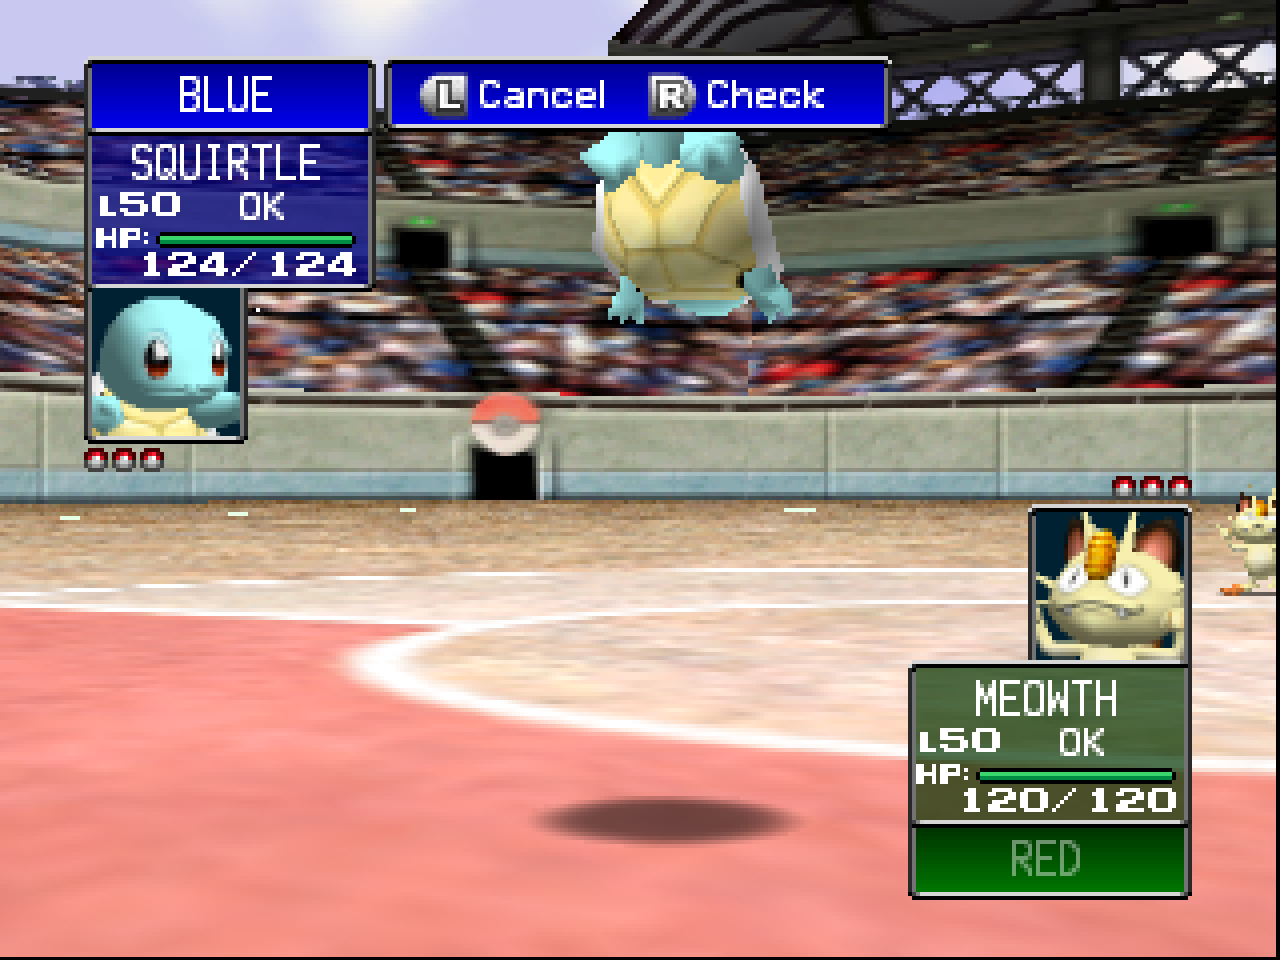 BLUE
L Cancel R Check
SQUIRTLE
L50 OK
HP:
124/124
MEOWTH
L50 OK
HP:
120/120
RED